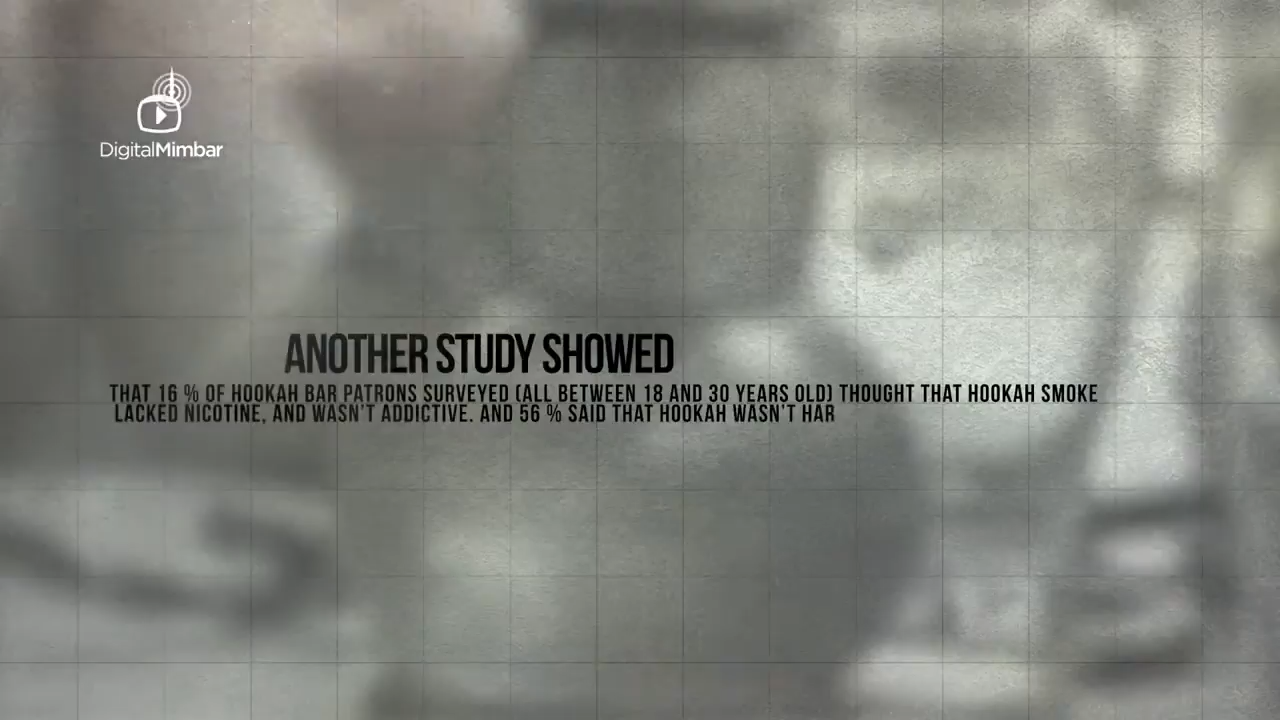 DigitalMimbar
ANOTHER STUDY SHOWED
THAT 16 % OF HOOKAH BAR PATRONS SURVEYED (ALL BETWEEN 18 AND 30 YEARS OLD) THOUGHT THAT HOOKAH SMOKE
LACKED NICOTINE, AND WASN'T ADDICTIVE. AND 56 % SAID THAT HOOKAH WASN'T HAR